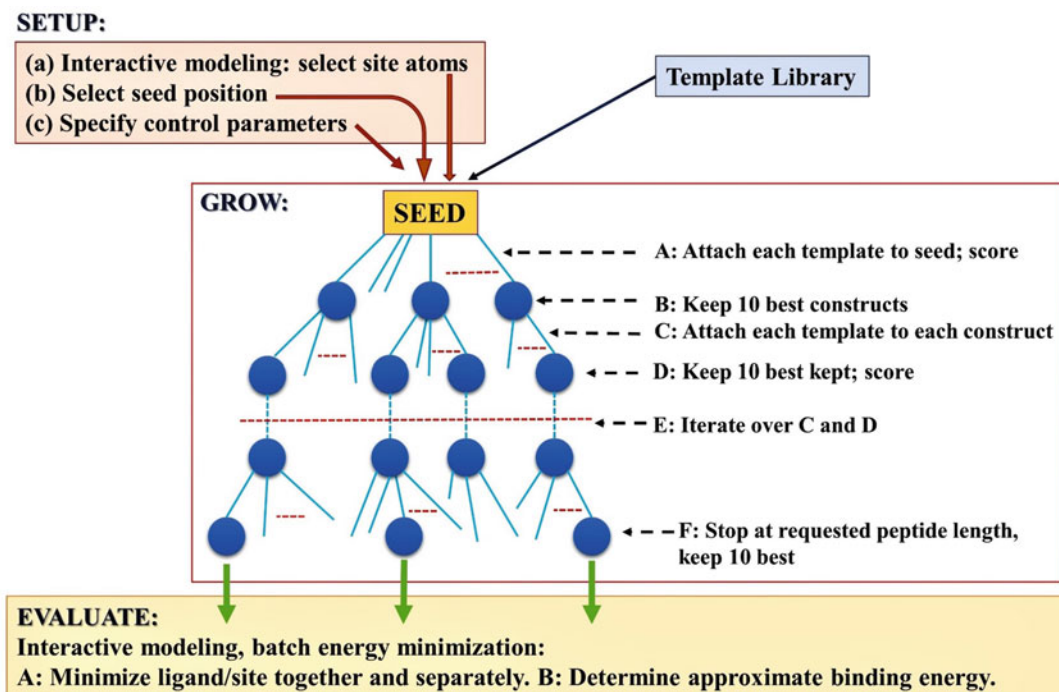 SETUP:
(a) Interactive modeling: select site atoms
(b) Select seed position
(c) Specify control parameters
Template Library
GROW:
SEED
A: Attach each template to seed; score
B: Keep 10 best constructs
C: Attach each template to each construct
D: Keep 10 best kept; score
E: Iterate over C and D
F: Stop at requested peptide length,
keep 10 best
EVALUATE:
Interactive modeling, batch energy minimization:
A: Minimize ligand/site together and separately. B: Determine approximate binding energy.